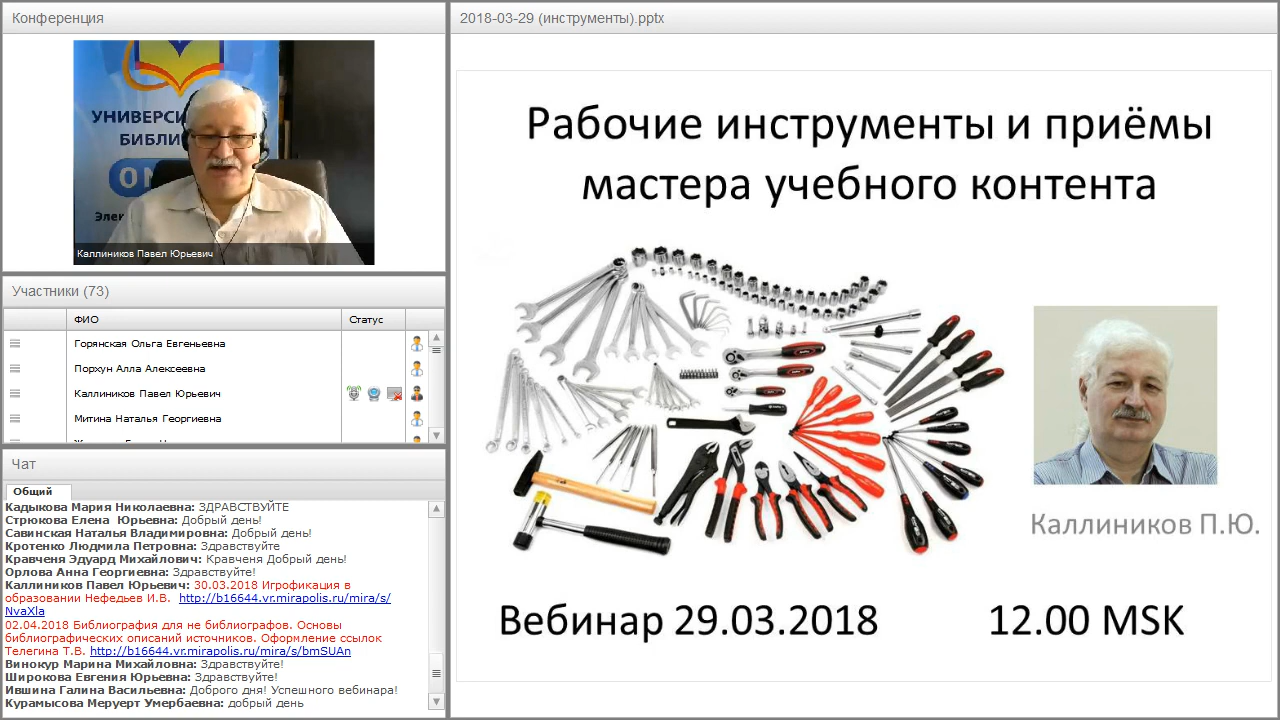 Конференция
УНИВЕРСИ
БИБЛИ
Каллиников Павел Юрьевич
Участники (73)
ФИО
Статус
Горянская Ольга Евгеньевна
Порхун Алла Алексеевна
Каллиников Павел Юрьевич
Митина Наталья Георгиевна
Чат
Общий
Кадыкова Мария Николаевна: ЗДРАВСТВУЙТЕ
Стрюкова Елена Юрьевна: Добрый день!
Савинская Наталья Владимировна: Добрый день!
Кротенко Людмила Петровна: Здравствуйте
Кравченя Эдуард Михайлович: Кравченя Добрый день!
Орлова Анна Георгиевна: Здравствуйте!
Каллиников Павел Юрьевич: 30.03.2018 Игрофикация в
образовании Нефедьев И.В. http://b16644.vr.mirapolis.ru/mira/s/
NvaXla
02.04.2018 Библиография для не библиографов. Основы
библиографических описаний источников. Оформление ссылок
Телегина Т.В. http://b16644.vr.mirapolis.ru/mira/s/bmSUAn
Винокур Марина Михайловна: Здравствуйте!
Широкова Евгения Юрьевна: Здравствуйте!
Ившина Галина Васильевна: Доброго дня! Успешного вебинара!
Курамысова Меруерт Умербаевна: добрый день
2018-03-29 (инструменты).pptx
Рабочие инструменты и приёмы
мастера учебного контента
Каллиников П.Ю.
Вебинар 29.03.2018 12.00 MSK